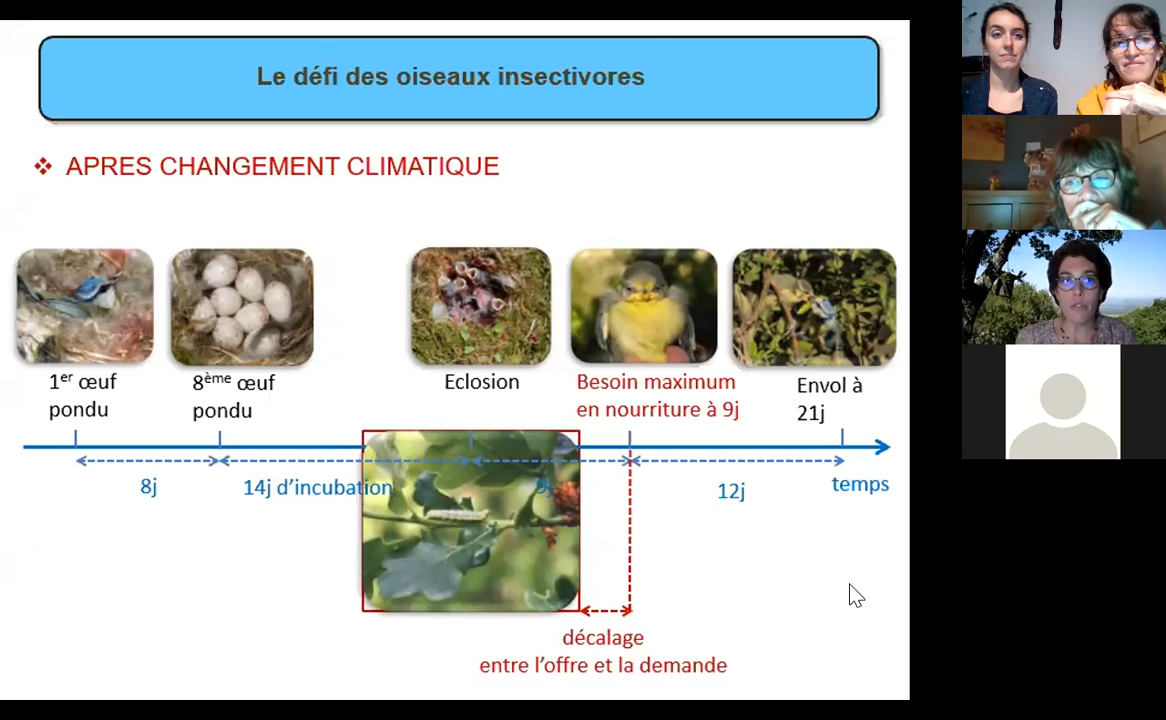 Le défi des oiseaux insectivores
❖ APRES CHANGEMENT CLIMATIQUE
1er œuf
pondu
8ème œuf
pondu
Eclosion
Besoin maximum
en nourriture à 9j
Envol à
21j
8j
14j d’incubation
9j
12j
temps
décalage
entre l’offre et la demande